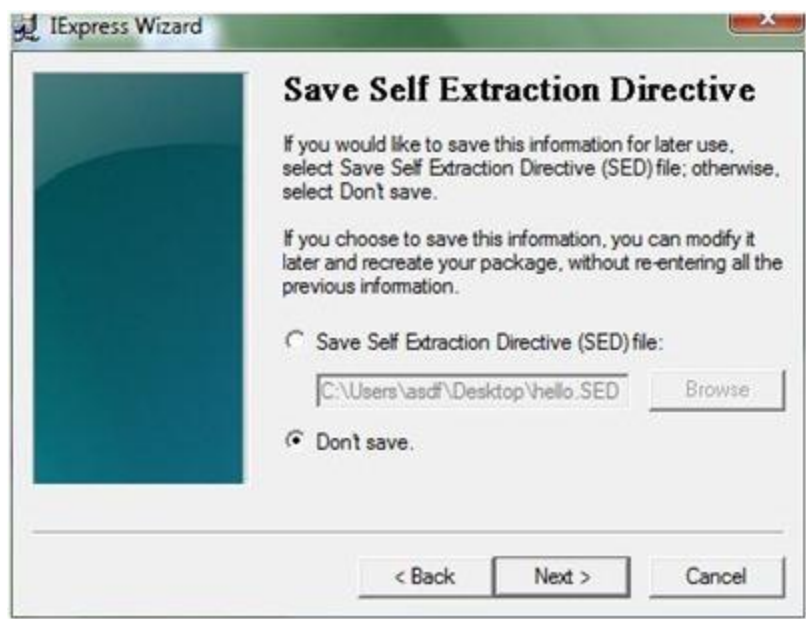 IExpress Wizard
Save Self Extraction Directive
If you would like to save this information for later use,
select Save Self Extraction Directive (SED) file; otherwise,
select Don't save.
If you choose to save this information, you can modify it
later and recreate your package, without re-entering all the
previous information.
Save Self Extraction Directive (SED) file:
C:\Users\asdf\Desktop\hello.SED
Browse
Don't save.
< Back
Next >
Cancel